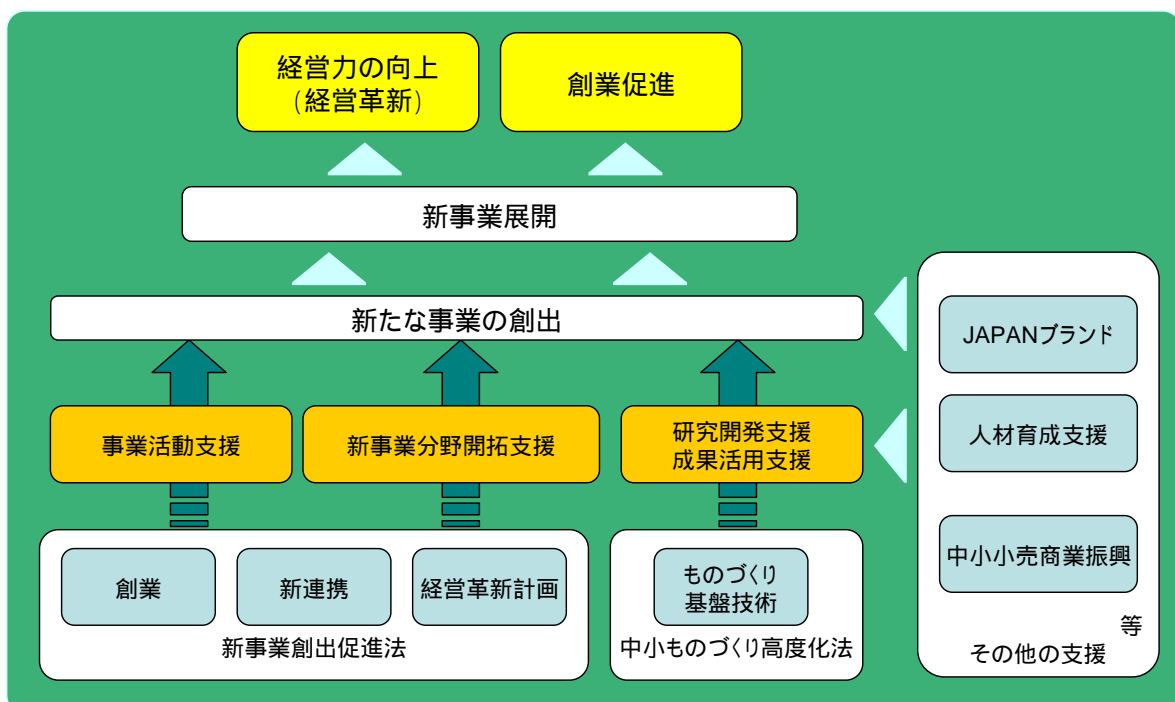 経営力の向上
（経営革新）
創業促進
新事業展開
新たな事業の創出
JAPANブランド
人材育成支援
中小小売商業振興
等
その他の支援
事業活動支援
新事業分野開拓支援
研究開発支援
成果活用支援
創業
新連携
経営革新計画
新事業創出促進法
ものづくり
基盤技術
中小ものづくり高度化法